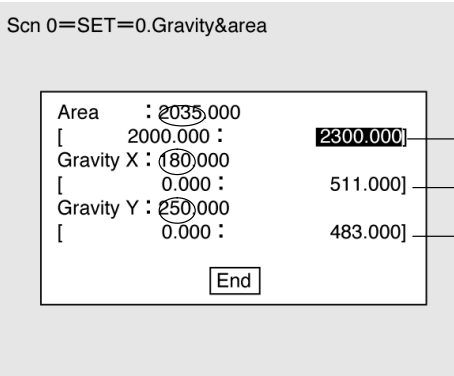 Scn 0=SET=0.Gravity&area
Area : 2035.000
[ 2000.000 : 2300.000]
Gravity X : 180.000
[ 0.000 : 511.000]
Gravity Y : 250.000
[ 0.000 : 483.000]
End